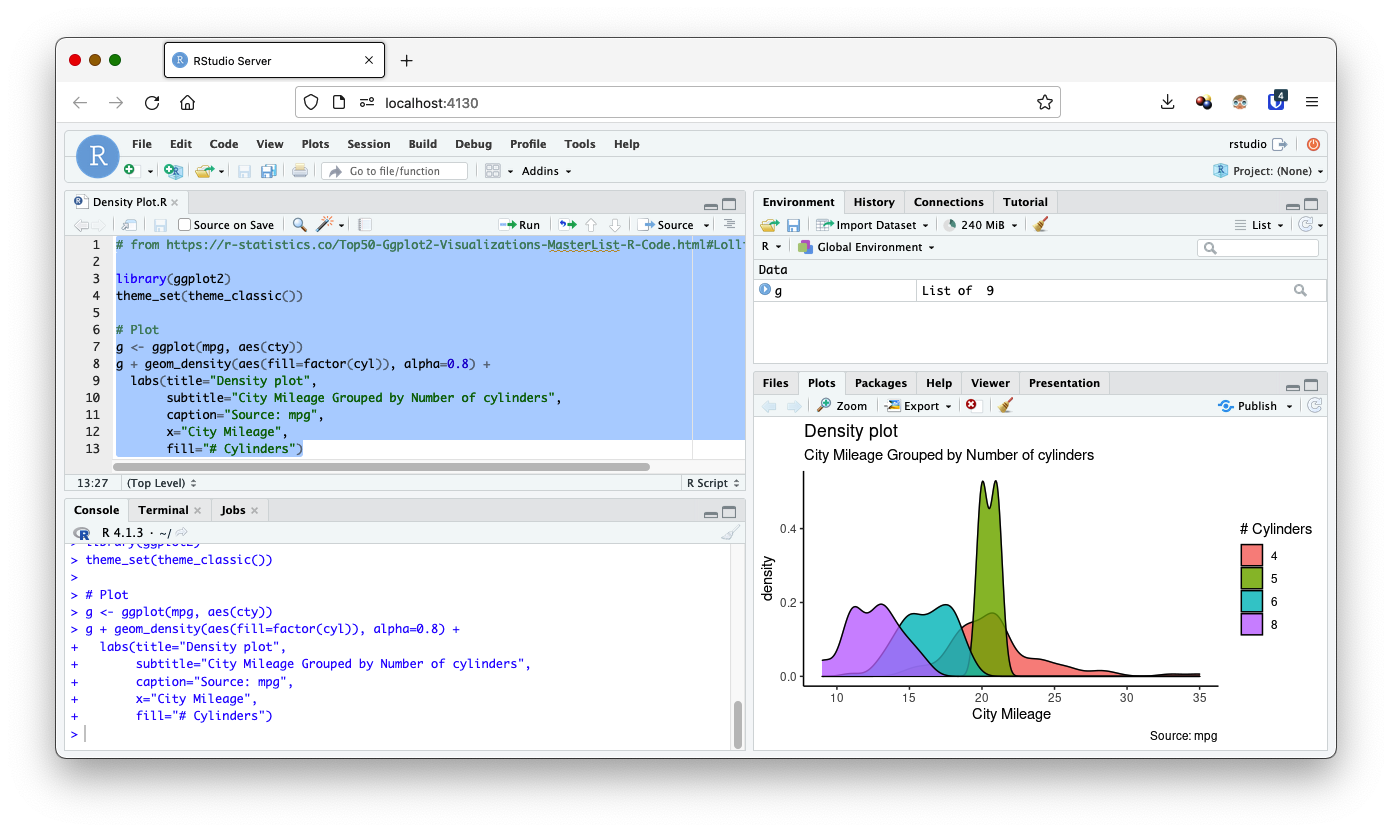 RStudio Server
localhost:4130
4
R
File Edit Code View Plots Session Build Debug Profile Tools Help
rstudio
Go to file/function
Addins
Project: (None)
Density Plot.R
Source on Save
Run
Source
1 # from https://r-statistics.co/Top50-Ggplot2-Visualizations-MasterList-R-Code.html#Loll
2
3 library(ggplot2)
4 theme_set(theme_classic())
5
6 # Plot
7 g <- ggplot(mpg, aes(cty))
8 g + geom_density(aes(fill=factor(cyl)), alpha=0.8) +
9 labs(title="Density plot",
10 subtitle="City Mileage Grouped by Number of cylinders",
11 caption="Source: mpg",
12 x="City Mileage",
13 fill="# Cylinders")
13:27 (Top Level) R Script
Console Terminal Jobs
R 4.1.3 · ~/
> library(ggplot2)
> theme_set(theme_classic())
>
> # Plot
> g <- ggplot(mpg, aes(cty))
> g + geom_density(aes(fill=factor(cyl)), alpha=0.8) +
+ labs(title="Density plot",
+ subtitle="City Mileage Grouped by Number of cylinders",
+ caption="Source: mpg",
+ x="City Mileage",
+ fill="# Cylinders")
>
Environment History Connections Tutorial
Import Dataset 240 MiB List
R Global Environment
Data
g List of 9
Files Plots Packages Help Viewer Presentation
Zoom Export Publish
Density plot
City Mileage Grouped by Number of cylinders
density
0.4
0.2
0.0
10 15 20 25 30 35
City Mileage
# Cylinders
4
5
6
8
Source: mpg